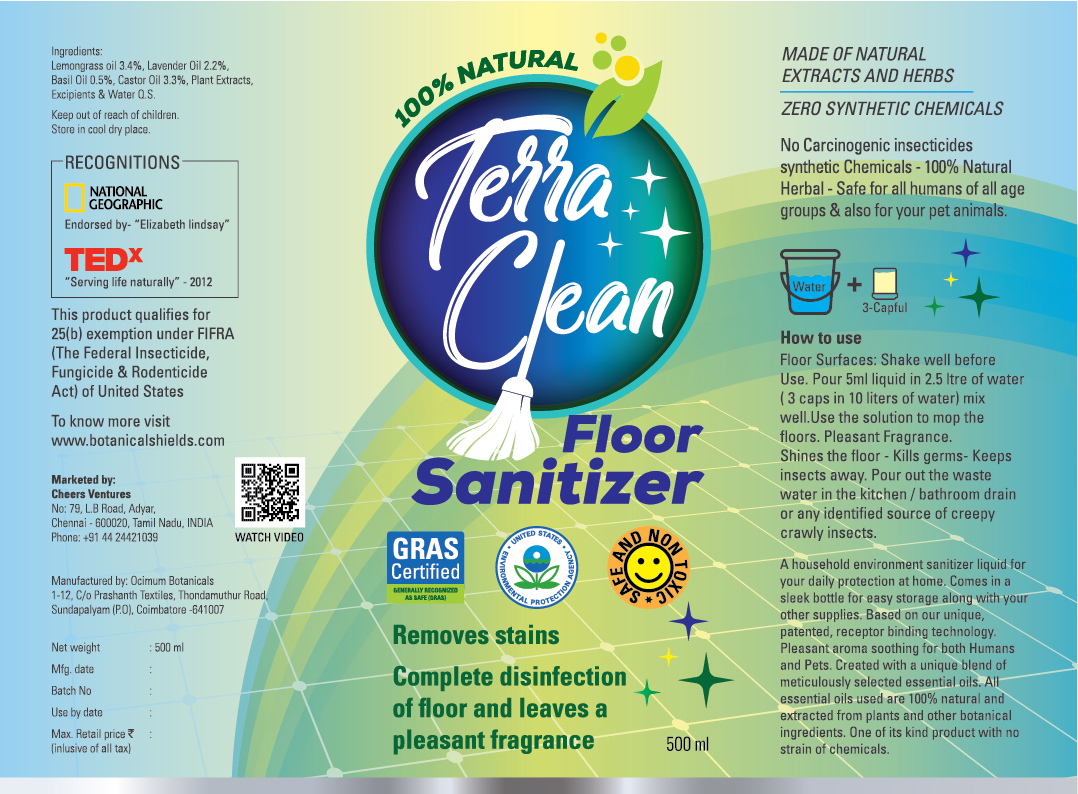 Ingredients:
Lemongrass oil 3.4%, Lavender Oil 2.2%,
Basil Oil 0.5%, Castor Oil 3.3%, Plant Extracts,
Excipients & Water Q.S.
Keep out of reach of children.
Store in cool dry place.
RECOGNITIONS
NATIONAL
GEOGRAPHIC
Endorsed by- “Elizabeth lindsay”
TEDx
“Serving life naturally” - 2012
This product qualifies for
25(b) exemption under FIFRA
(The Federal Insecticide,
Fungicide & Rodenticide
Act) of United States
To know more visit
www.botanicalshields.com
Marketed by:
Cheers Ventures
No: 79, L.B Road, Adyar,
Chennai - 600020, Tamil Nadu, INDIA
Phone: +91 44 24421039
WATCH VIDEO
Manufactured by: Ocimum Botanicals
1-12, C/o Prashanth Textiles, Thondamuthur Road,
Sundapalyam (P.O), Coimbatore -641007
Net weight : 500 ml
Mfg. date :
Batch No :
Use by date :
Max. Retail price ₹ :
(inlusive of all tax)
100% NATURAL
Terra
Clean
Floor
Sanitizer
GRAS
Certified
GENERALLY RECOGNIZED
AS SAFE (GRAS)
UNITED STATES
ENVIRONMENTAL PROTECTION AGENCY
SAFE AND NON TOXIC
Removes stains
Complete disinfection
of floor and leaves a
pleasant fragrance
500 ml
MADE OF NATURAL
EXTRACTS AND HERBS
ZERO SYNTHETIC CHEMICALS
No Carcinogenic insecticides
synthetic Chemicals - 100% Natural
Herbal - Safe for all humans of all age
groups & also for your pet animals.
Water
+
3-Capful
How to use
Floor Surfaces: Shake well before
Use. Pour 5ml liquid in 2.5 ltre of water
( 3 caps in 10 liters of water) mix
well.Use the solution to mop the
floors. Pleasant Fragrance.
Shines the floor - Kills germs- Keeps
insects away. Pour out the waste
water in the kitchen / bathroom drain
or any identified source of creepy
crawly insects.
A household environment sanitizer liquid for
your daily protection at home. Comes in a
sleek bottle for easy storage along with your
other supplies. Based on our unique,
patented, receptor binding technology.
Pleasant aroma soothing for both Humans
and Pets. Created with a unique blend of
meticulously selected essential oils. All
essential oils used are 100% natural and
extracted from plants and other botanical
ingredients. One of its kind product with no
strain of chemicals.